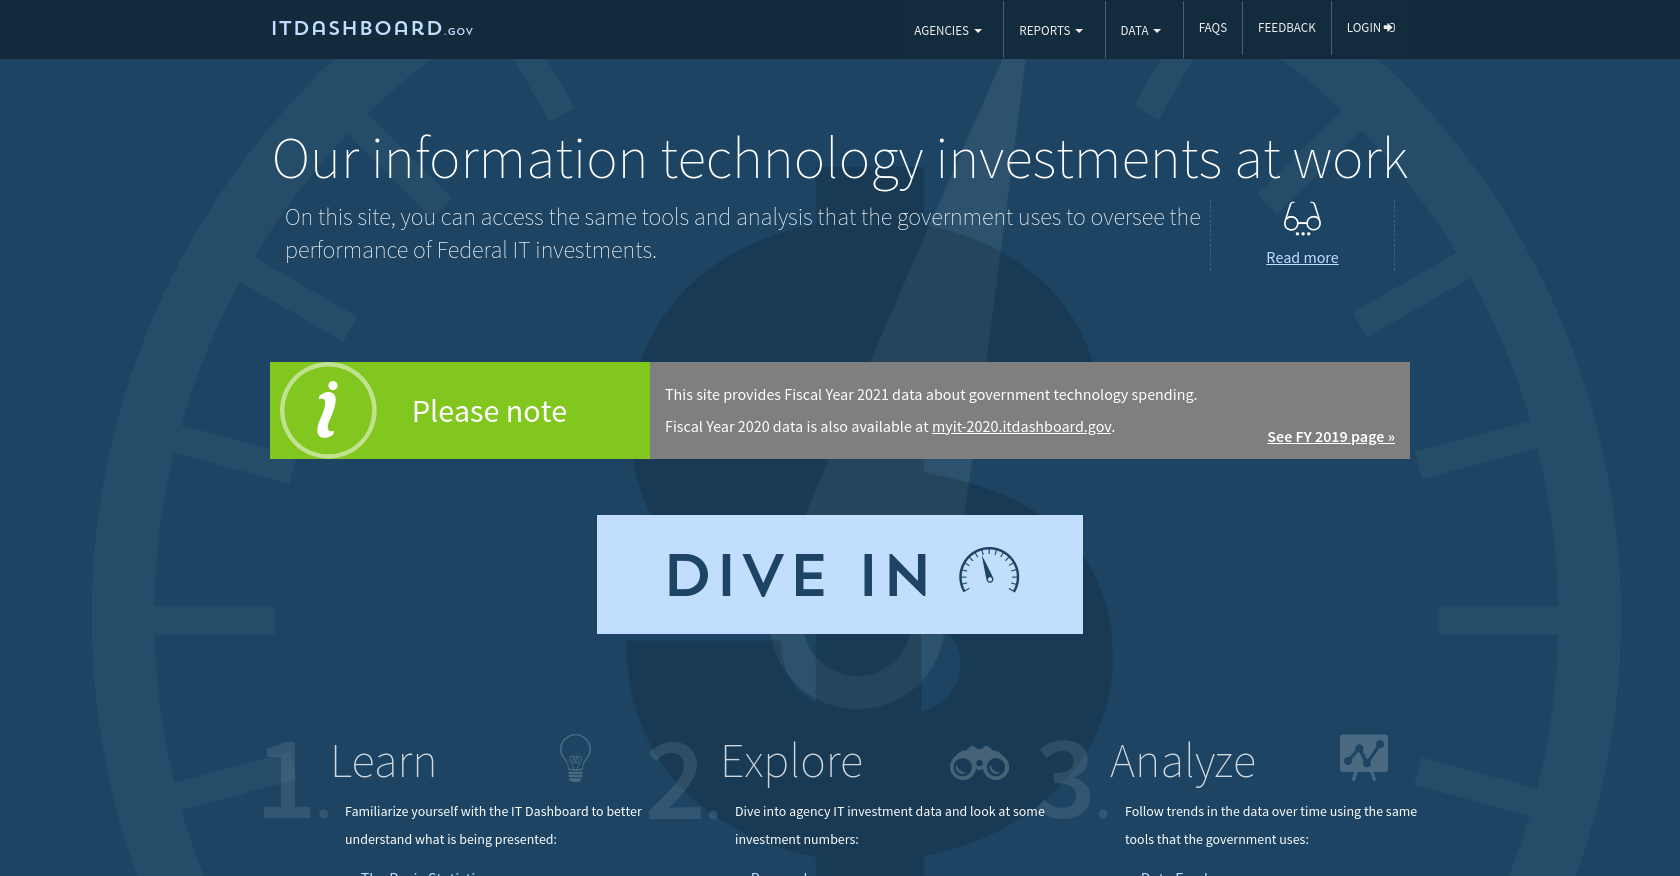 ITDASHBOARD.GOV
AGENCIES
REPORTS
DATA
FAQS
FEEDBACK
LOGIN
Our information technology investments at work
On this site, you can access the same tools and analysis that the government uses to oversee the
performance of Federal IT investments.
Read more
i
Please note
This site provides Fiscal Year 2021 data about government technology spending.
Fiscal Year 2020 data is also available at myit-2020.itdashboard.gov.
See FY 2019 page »
DIVE IN
1. Learn
Familiarize yourself with the IT Dashboard to better
understand what is being presented:
2. Explore
Dive into agency IT investment data and look at some
investment numbers:
3. Analyze
Follow trends in the data over time using the same
tools that the government uses: